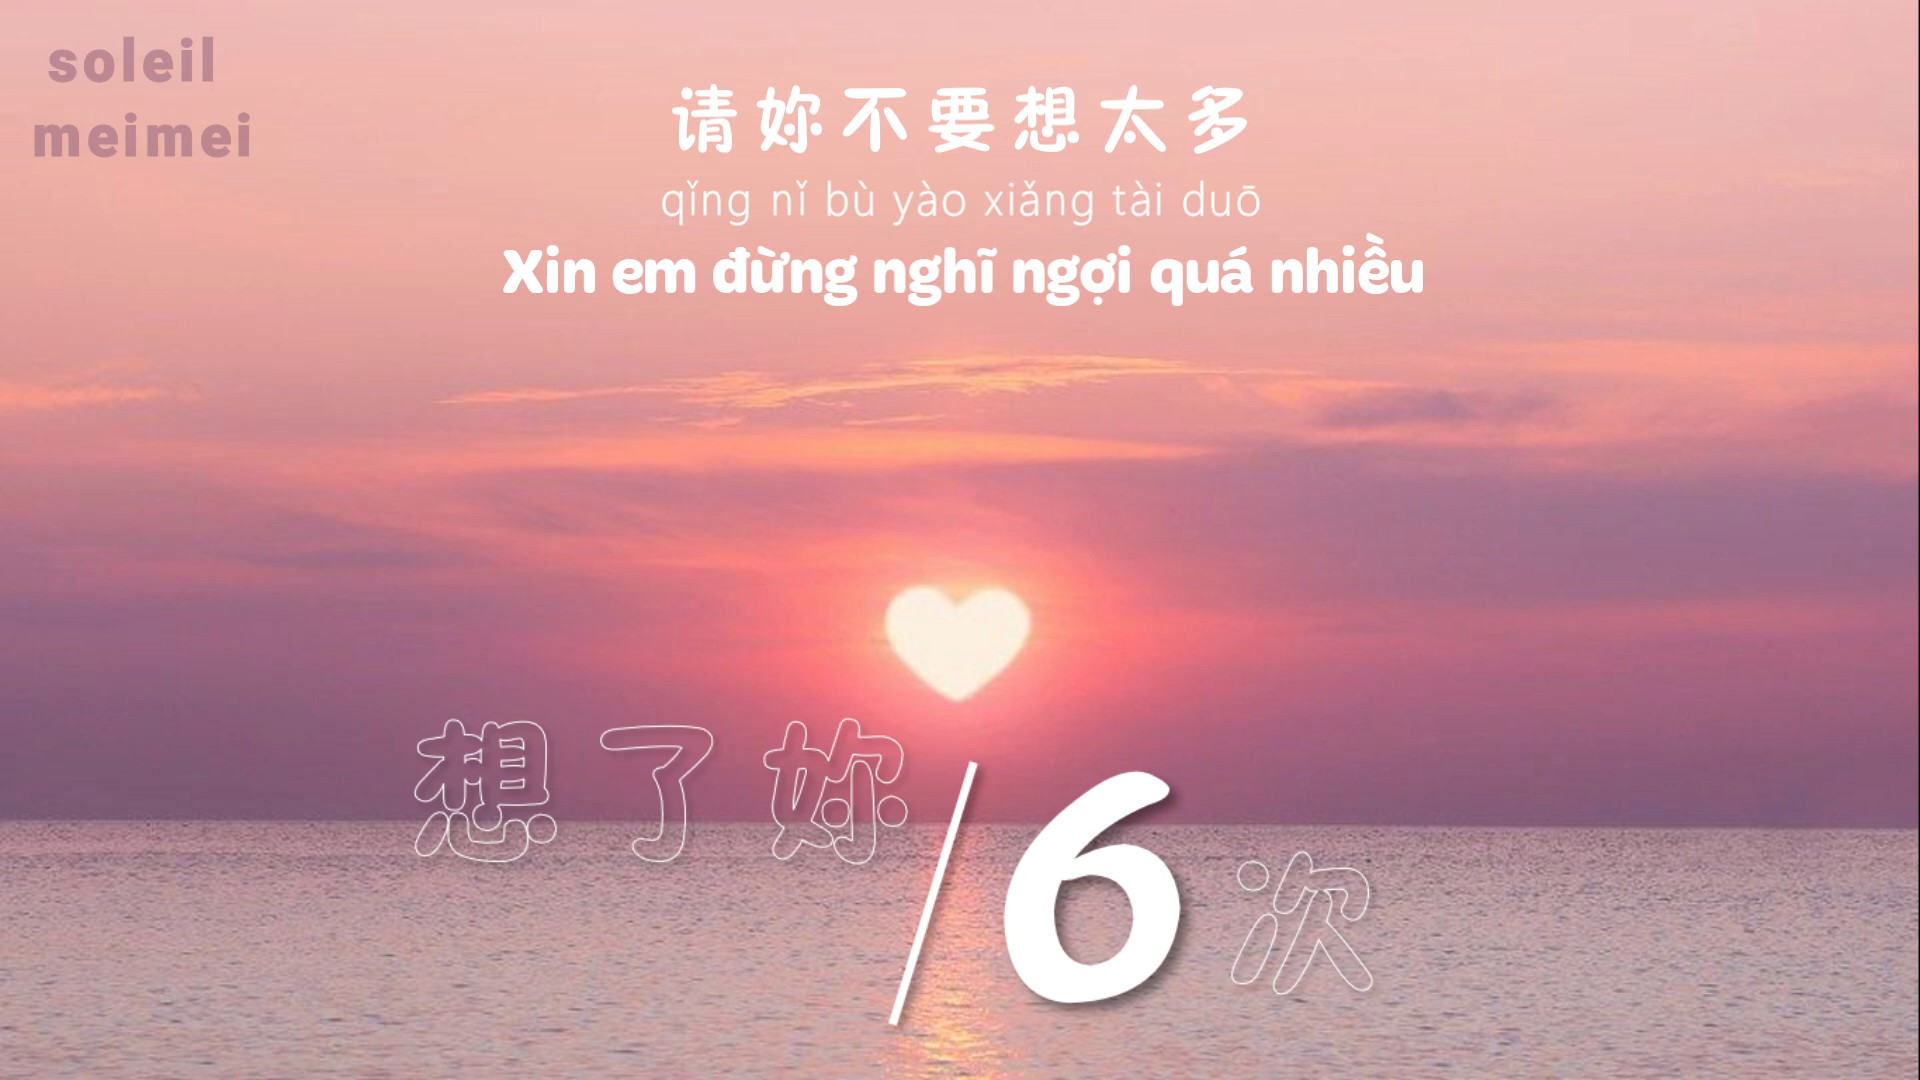 soleil
meimei
请妳不要想太多
qǐng nǐ bù yào xiǎng tài duō
Xin em đừng nghĩ ngợi quá nhiều
想了妳/6次